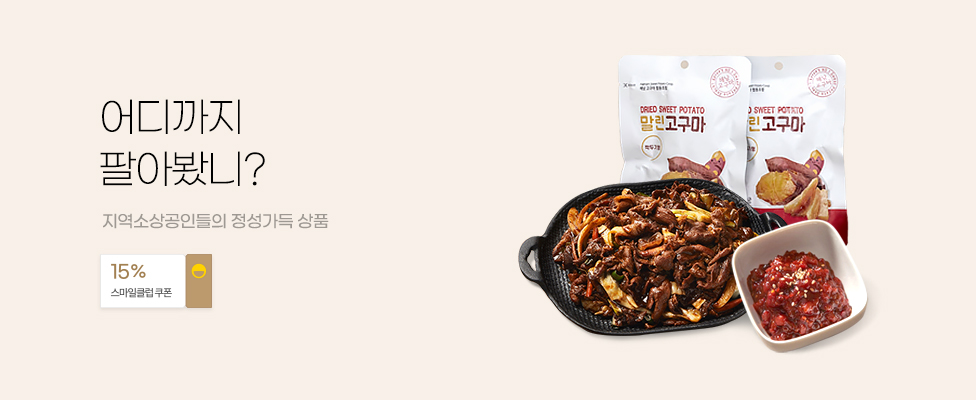 어디까지
팔아봤니?
지역소상공인들의 정성가득 상품
15%
스마일클럽 쿠폰
DRIED SWEET POTATO
말린고구마
SWEET POTATO
린고구마